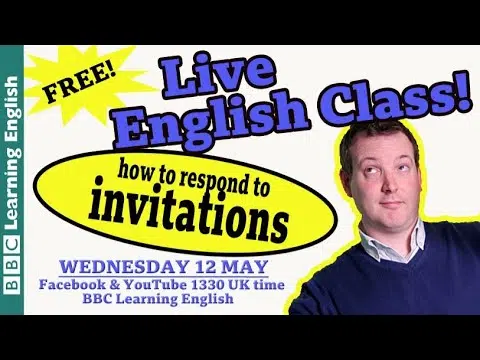 BBC Learning English
FREE!
Live
English Class!
how to respond to
invitations
WEDNESDAY 12 MAY
Facebook & YouTube 1330 UK time
BBC Learning English